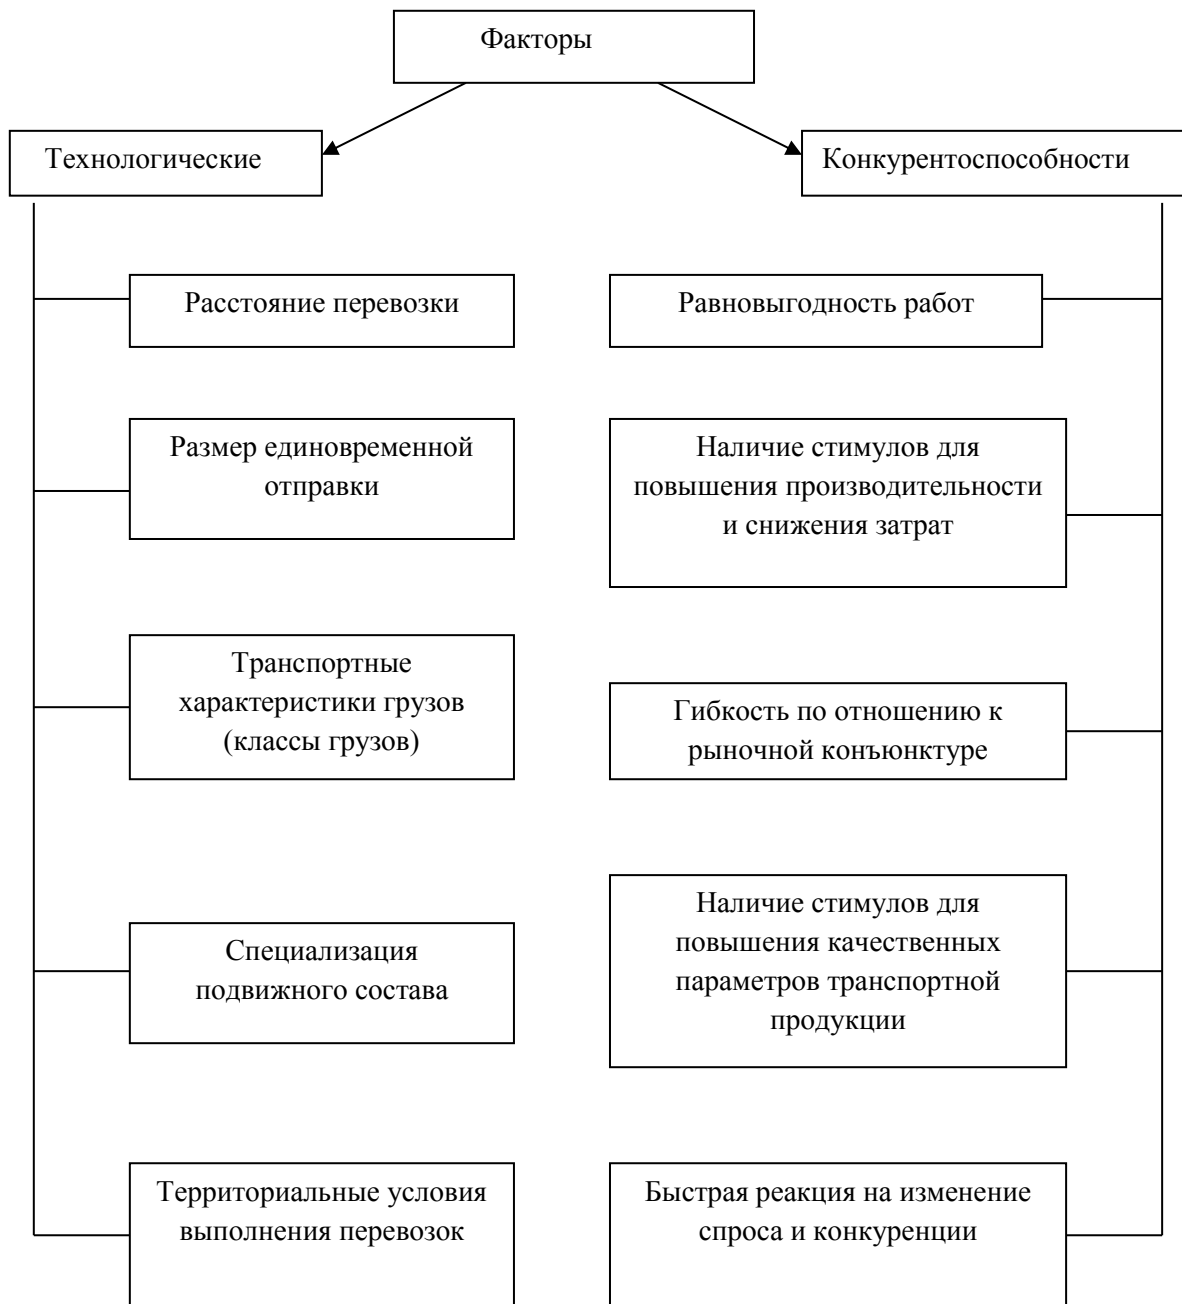 Факторы
Технологические
Конкурентоспособности
Расстояние перевозки
Равновыгодность работ
Размер единовременной
отправки
Наличие стимулов для
повышения производительности
и снижения затрат
Транспортные
характеристики грузов
(классы грузов)
Гибкость по отношению к
рыночной конъюнктуре
Специализация
подвижного состава
Наличие стимулов для
повышения качественных
параметров транспортной
продукции
Территориальные условия
выполнения перевозок
Быстрая реакция на изменение
спроса и конкуренции